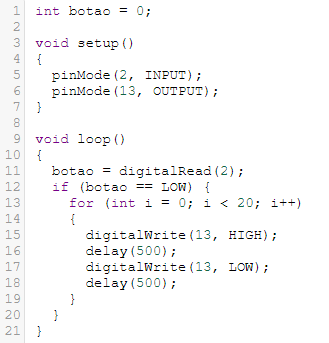 1 int botao = 0;
2
3 void setup()
4 {
5   pinMode(2, INPUT);
6   pinMode(13, OUTPUT);
7 }
8
9 void loop()
10 {
11   botao = digitalRead(2);
12   if (botao == LOW) {
13     for (int i = 0; i < 20; i++)
14     {
15       digitalWrite(13, HIGH);
16       delay(500);
17       digitalWrite(13, LOW);
18       delay(500);
19     }
20   }
21 }